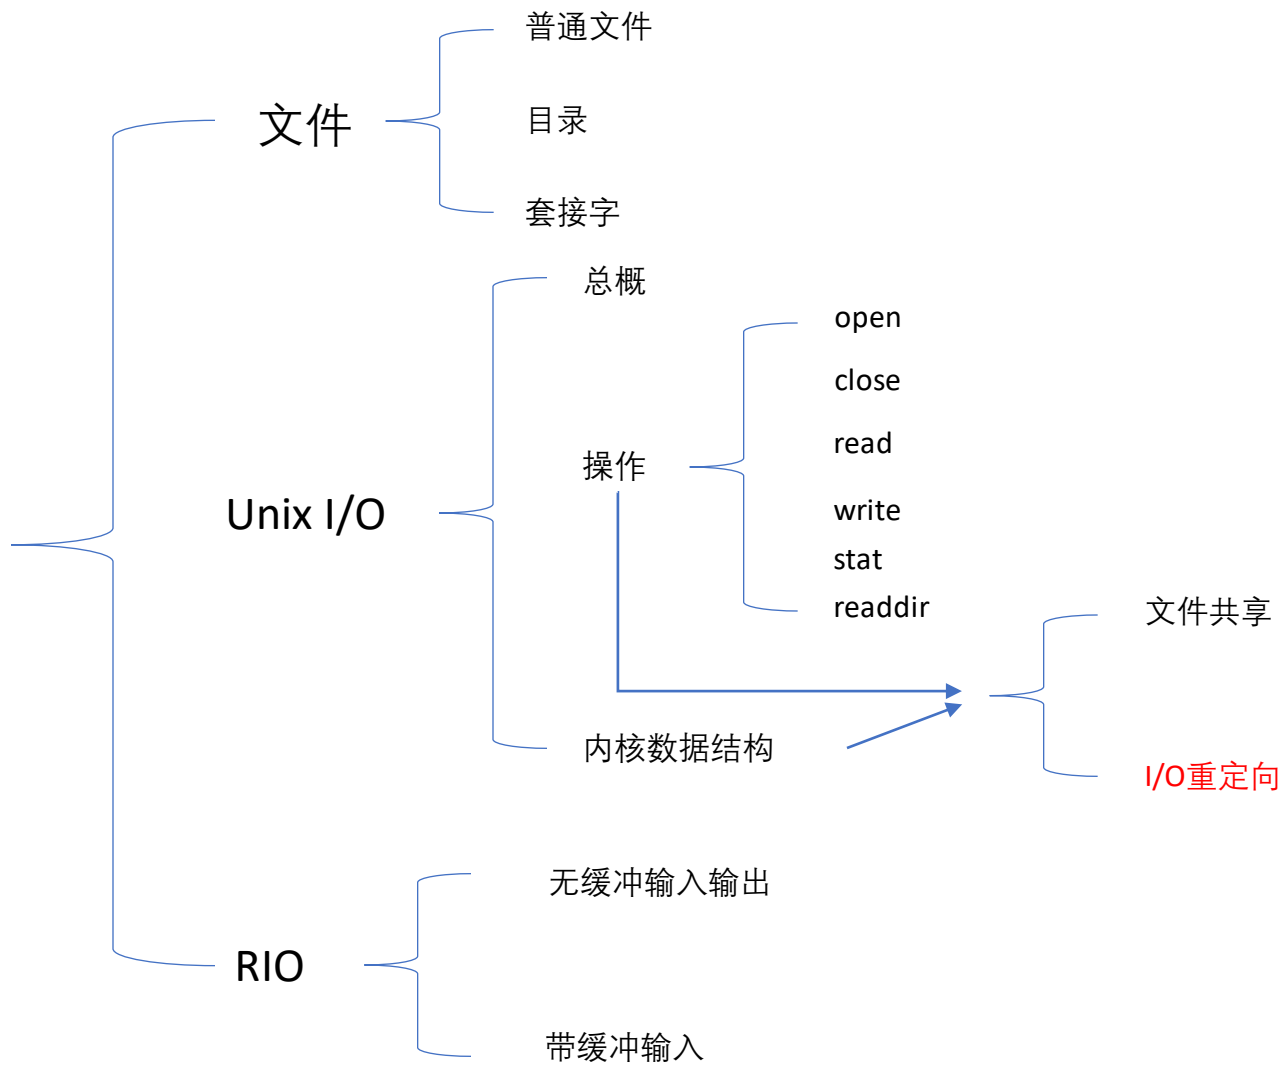 普通文件
文件
目录
套接字
总概
open
close
read
操作
Unix I/O
write
stat
readdir
文件共享
内核数据结构
I/O重定向
无缓冲输入输出
RIO
带缓冲输入